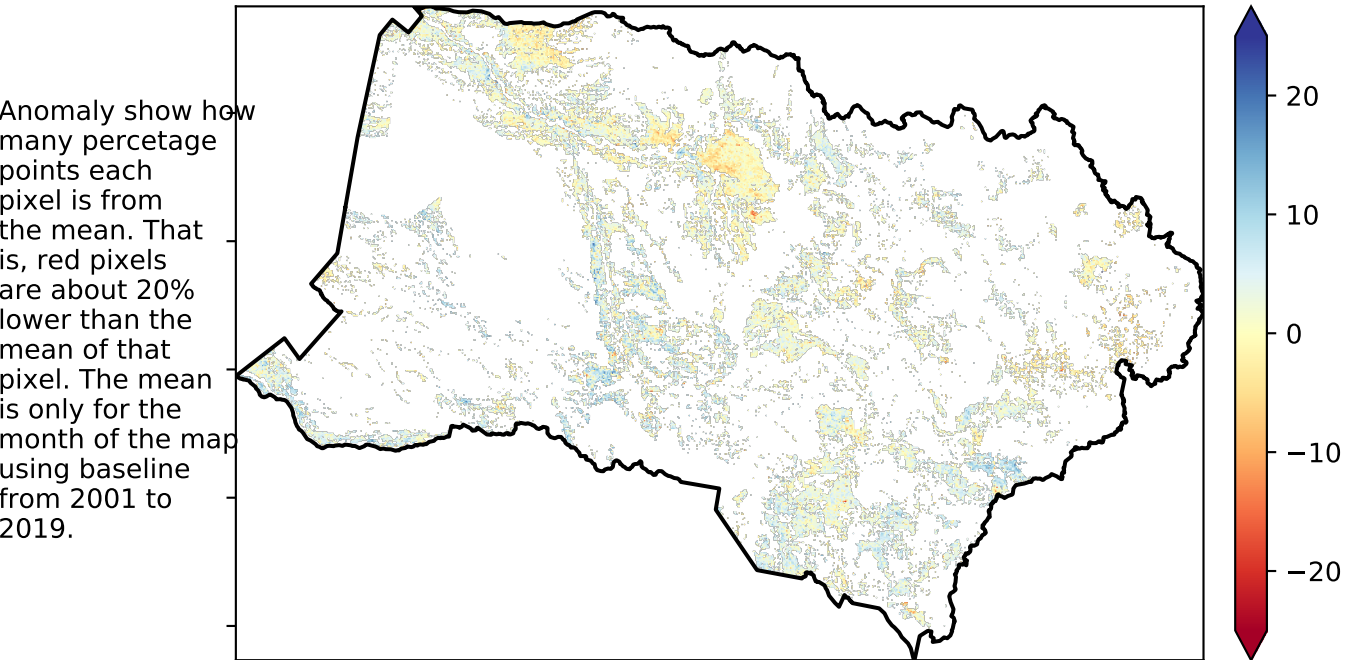 Anomaly show how
many percetage
points each
pixel is from
the mean. That
is, red pixels
are about 20%
lower than the
mean of that
pixel. The mean
is only for the
month of the map
using baseline
from 2001 to
2019.
20
10
0
−10
−20